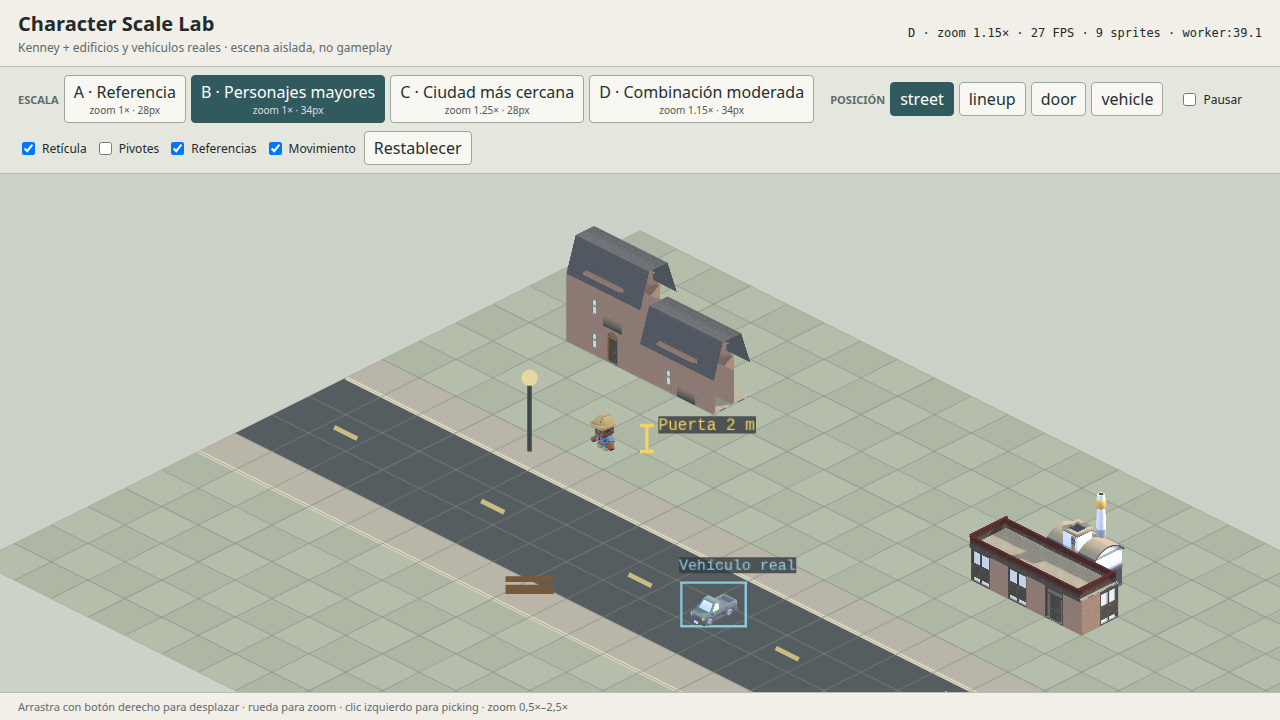 Character Scale Lab
Kenney + edificios y vehículos reales · escena aislada, no gameplay
D · zoom 1.15× · 27 FPS · 9 sprites · worker:39.1
ESCALA
A · Referencia
zoom 1× · 28px
B · Personajes mayores
zoom 1× · 34px
C · Ciudad más cercana
zoom 1.25× · 28px
D · Combinación moderada
zoom 1.15× · 34px
POSICIÓN
street
lineup
door
vehicle
Pausar
Retícula
Pivotes
Referencias
Movimiento
Restablecer
Puerta 2 m
Vehículo real
Arrastra con botón derecho para desplazar · rueda para zoom · clic izquierdo para picking · zoom 0,5×–2,5×